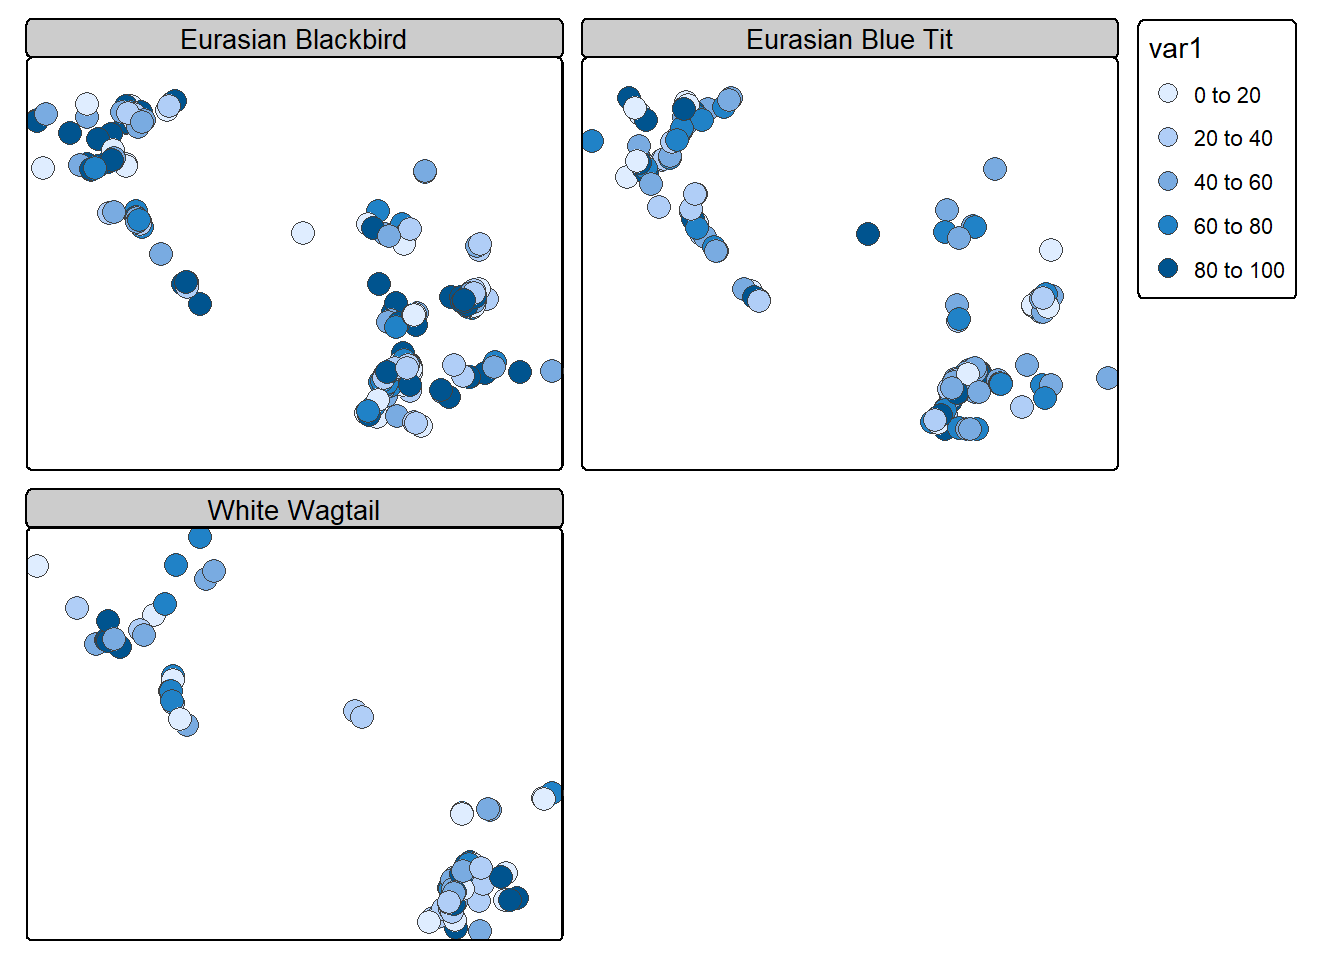 Eurasian Blackbird
Eurasian Blue Tit
var1
0 to 20
20 to 40
40 to 60
60 to 80
80 to 100
White Wagtail